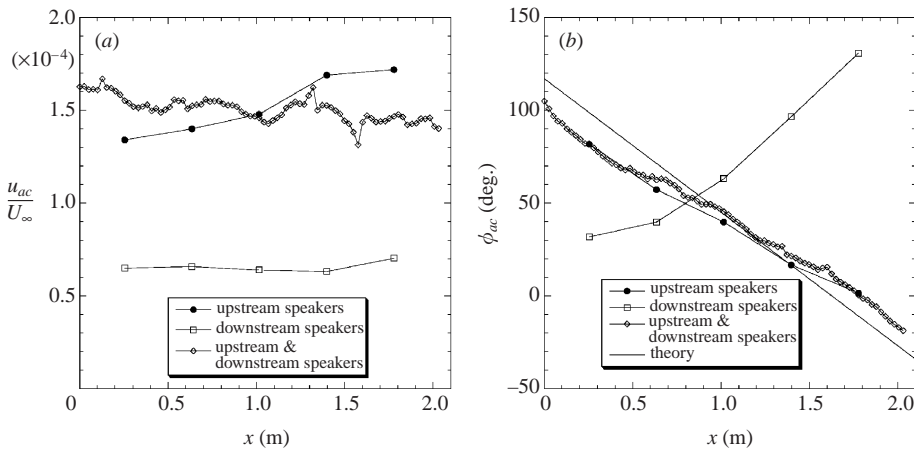 2.0
(×10⁻⁴)
1.5
u_ac
U_∞
1.0
0.5
0
0.5
1.0
1.5
2.0
x (m)
(a)
upstream speakers
downstream speakers
upstream &
downstream speakers
150
100
ϕ_ac (deg.)
50
0
–50
0
0.5
1.0
1.5
2.0
x (m)
(b)
upstream speakers
downstream speakers
upstream &
downstream speakers
theory